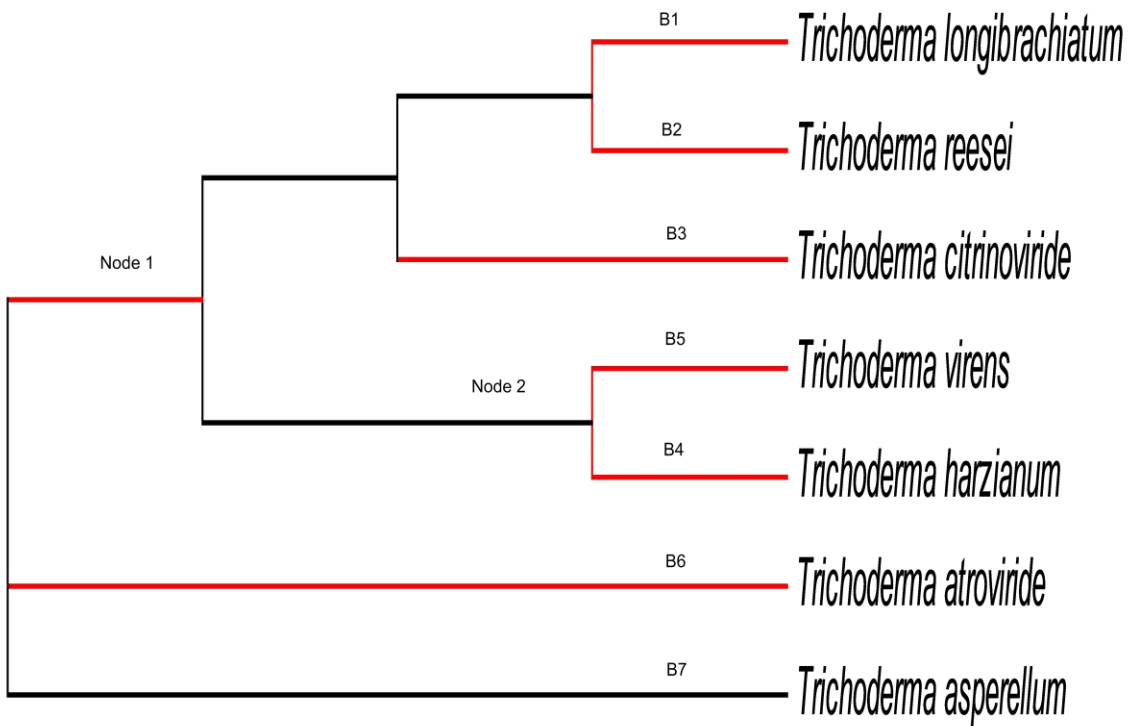 B1
Trichoderma longibrachiatum
B2
Trichoderma reesei
B3
Trichoderma citrinoviride
Node 1
B5
Trichoderma virens
Node 2
B4
Trichoderma harzianum
B6
Trichoderma atroviride
B7
Trichoderma asperellum